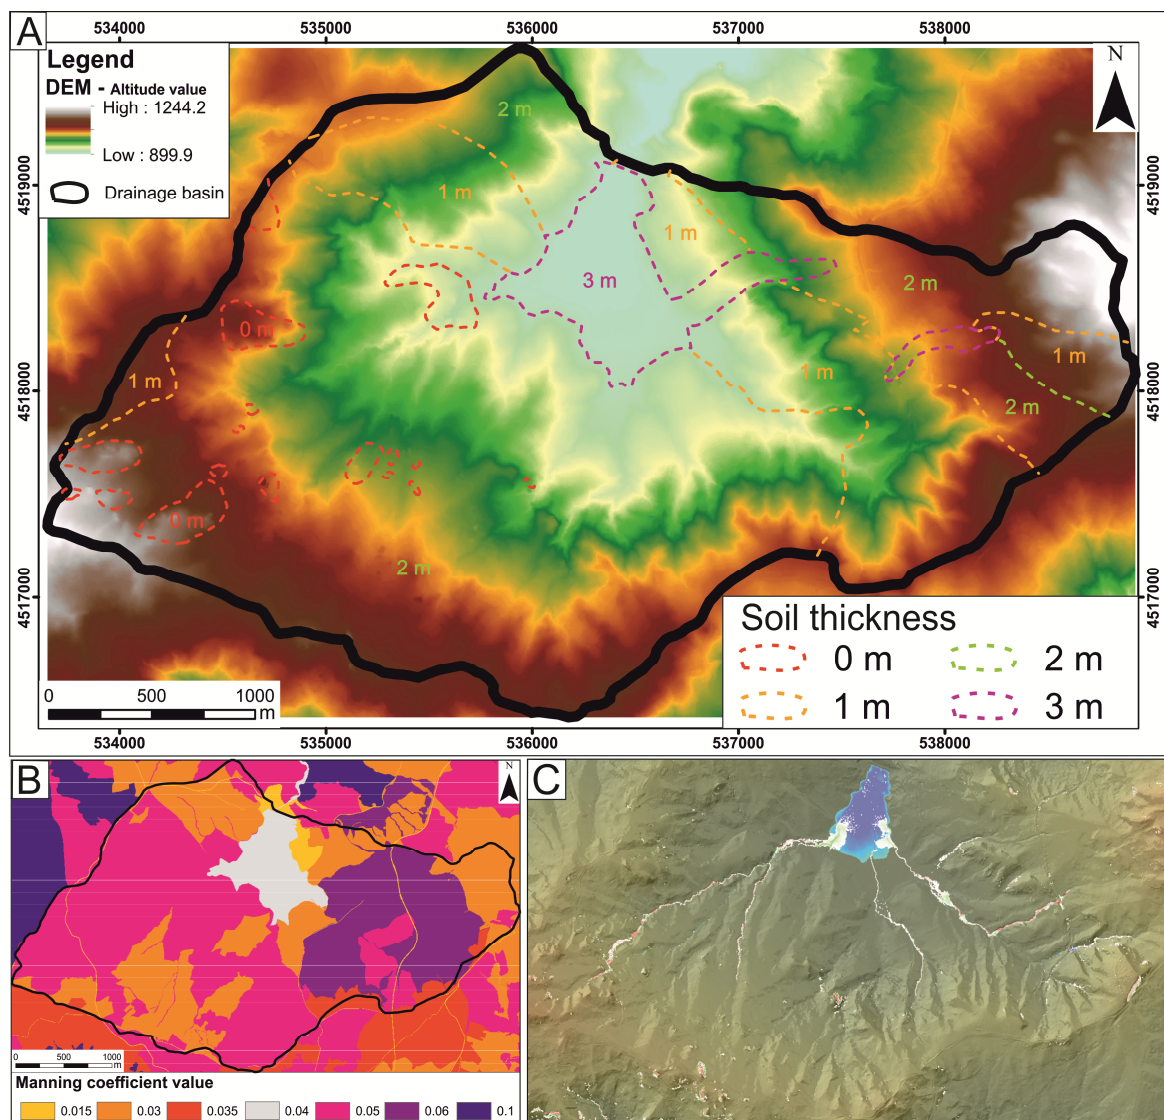 A
534000 535000 536000 537000 538000
Legend
DEM - Altitude value
High : 1244.2
Low : 899.9
Drainage basin
N
4519000
4518000
4517000
4519000
4518000
4517000
2 m
1 m
1 m
3 m
2 m
0 m
1 m
1 m
1 m
2 m
0 m
2 m
0 500 1000
m
Soil thickness
0 m 2 m
1 m 3 m
534000 535000 536000 537000 538000
B
N
0 500 1000
m
Manning coefficient value
0.015 0.03 0.035 0.04 0.05 0.06 0.1
C